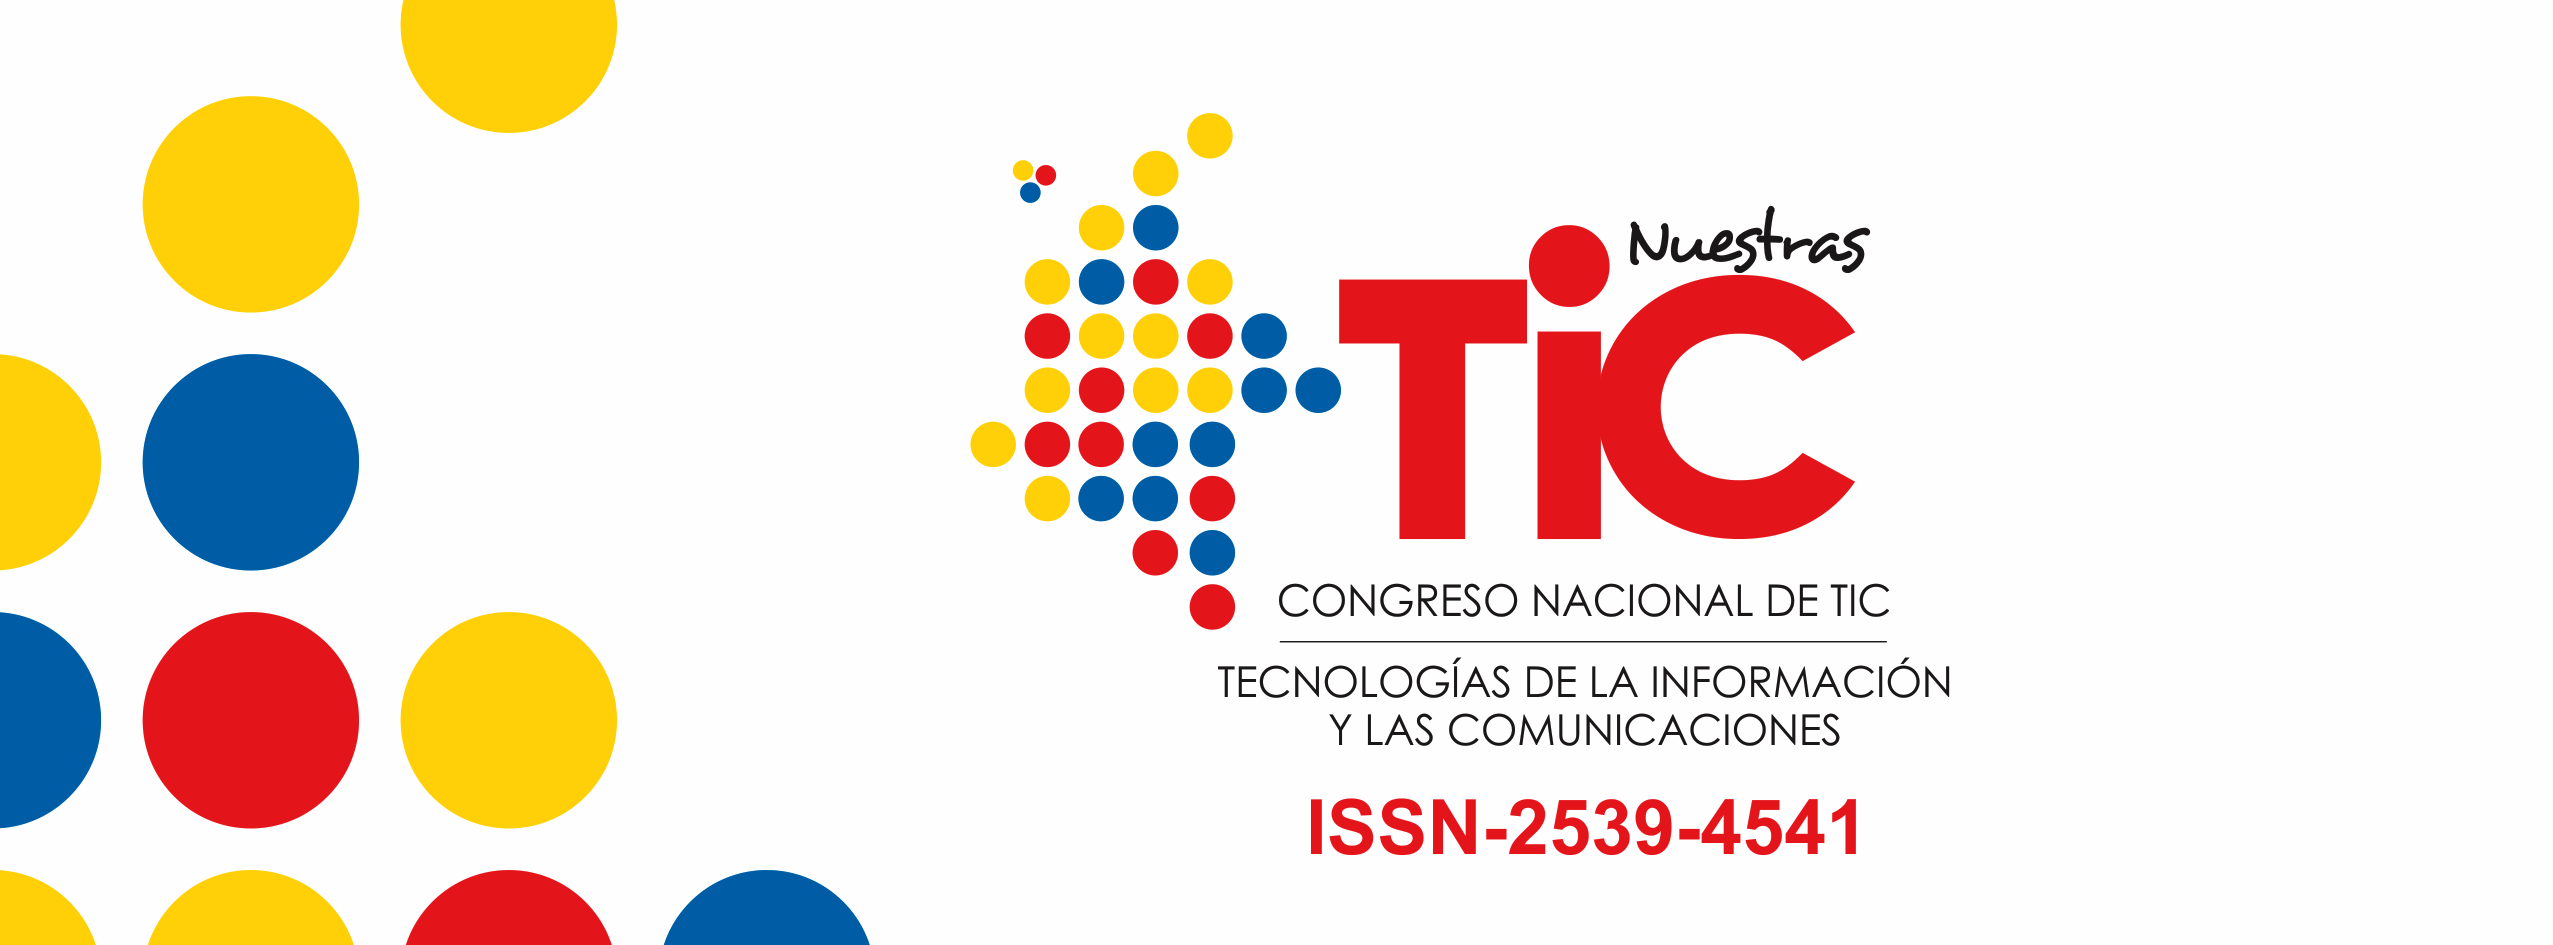 Nuestras
TiC
CONGRESO NACIONAL DE TIC
TECNOLOGÍAS DE LA INFORMACIÓN
Y LAS COMUNICACIONES
ISSN-2539-4541